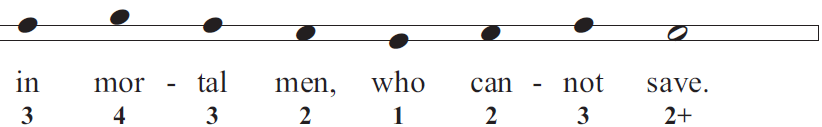 in mor - tal men, who can - not save.
3 4 3 2 1 2 3 2+